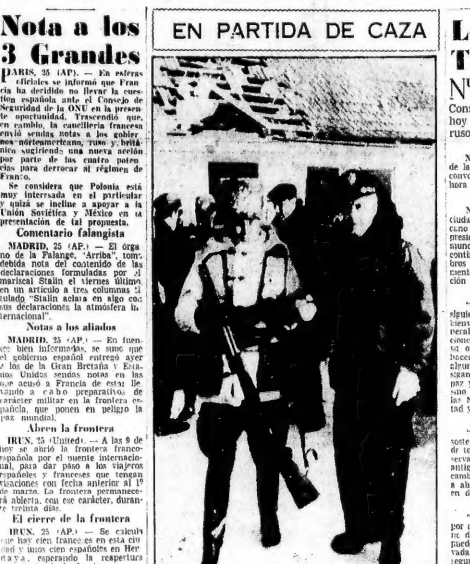 Nota a los
3 Grandes
PARIS, 25 (AP). — En esferas
oficiales se informó que Fran
cia ha decidido no llevar la cues
tion española ante el Consejo de
Seguridad de la ONU en la presen
te oportunidad. Trascendió que,
en cambio, la cancillería francesa
envió sendas notas a los gobier
nos norteamericano, ruso y britá
nico sugiriendo una nueva acción
por parte de las cuatro poten
cias para derrocar al régimen de
Franco.
Se considera que Polonia está
muy interesada en el particular
y quizá se incline a apoyar a la
Unión Soviética y México en la
presentación de tal propuesta.
Comentario falangista
MADRID, 25 (AP.) — El órga
no de la Falange, "Arriba", tomó
debida nota del contenido de las
declaraciones formuladas por el
mariscal Stalin el viernes último,
en un artículo a tres columnas ti
tulado "Stalin aclara en algo con
sus declaraciones la atmósfera in
ternacional".
Notas a los aliados
MADRID, 25 (AP.) — En fuen
tes bien informadas, se supo que
el gobierno español entregó ayer
a los de la Gran Bretaña y Esta
dos Unidos sendas notas en las
que acusó a Francia de estar lle
vando a cabo preparativos de
carácter militar en la frontera es
pañola, que ponen en peligro la
paz mundial.
Abren la frontera
IRUN, 25 (United). — A las 9 de
hoy se abrió la frontera franco-
española por el puente internacio
nal, para dar paso a los viajeros
españoles y franceses que tengan
visaciones con fecha anterior al 1º
de marzo. La frontera permanece
rá abierta, con ese carácter, duran
te treinta días.
El cierre de la frontera
IRUN, 25 (AP.) — Se calcula
que hay cien franceses en esta ciu
dad y unos cien españoles en Hen
daya, esperando la reapertura
EN PARTIDA DE CAZA